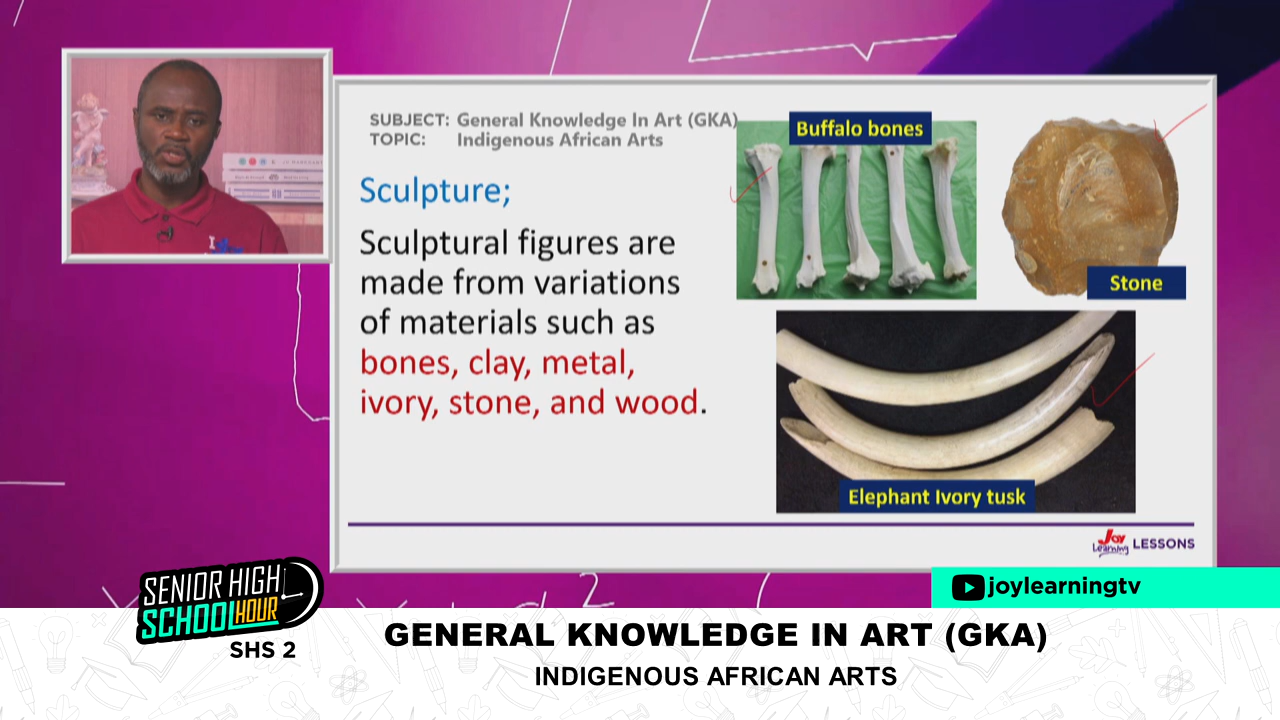 SUBJECT: General Knowledge In Art (GKA)
TOPIC: Indigenous African Arts
Sculpture;
Sculptural figures are
made from variations
of materials such as
bones, clay, metal,
ivory, stone, and wood.
Buffalo bones
Stone
Elephant Ivory tusk
Joy Learning LESSONS
joylearningtv
SENIOR HIGH
SCHOOL HOUR
SHS 2
GENERAL KNOWLEDGE IN ART (GKA)
INDIGENOUS AFRICAN ARTS